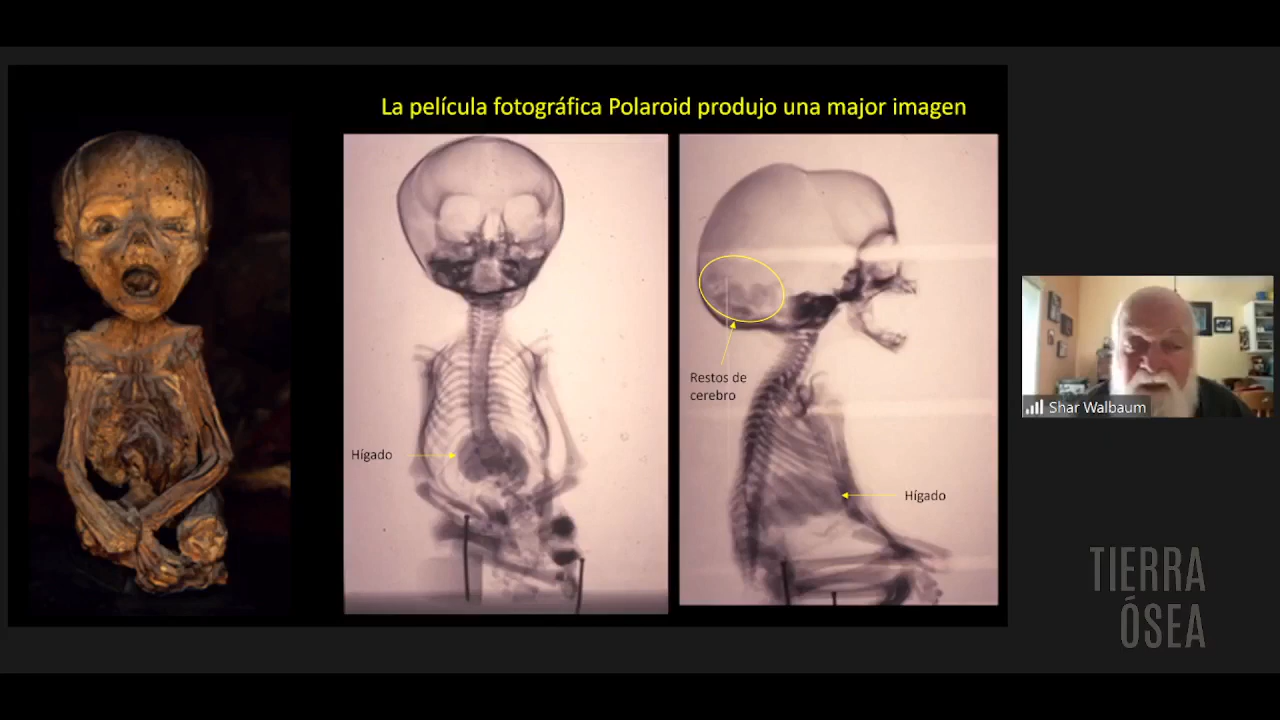 La película fotográfica Polaroid produjo una major imagen
Restos de
cerebro
Hígado
Hígado
Shar Walbaum
TIERRA
ÓSEA